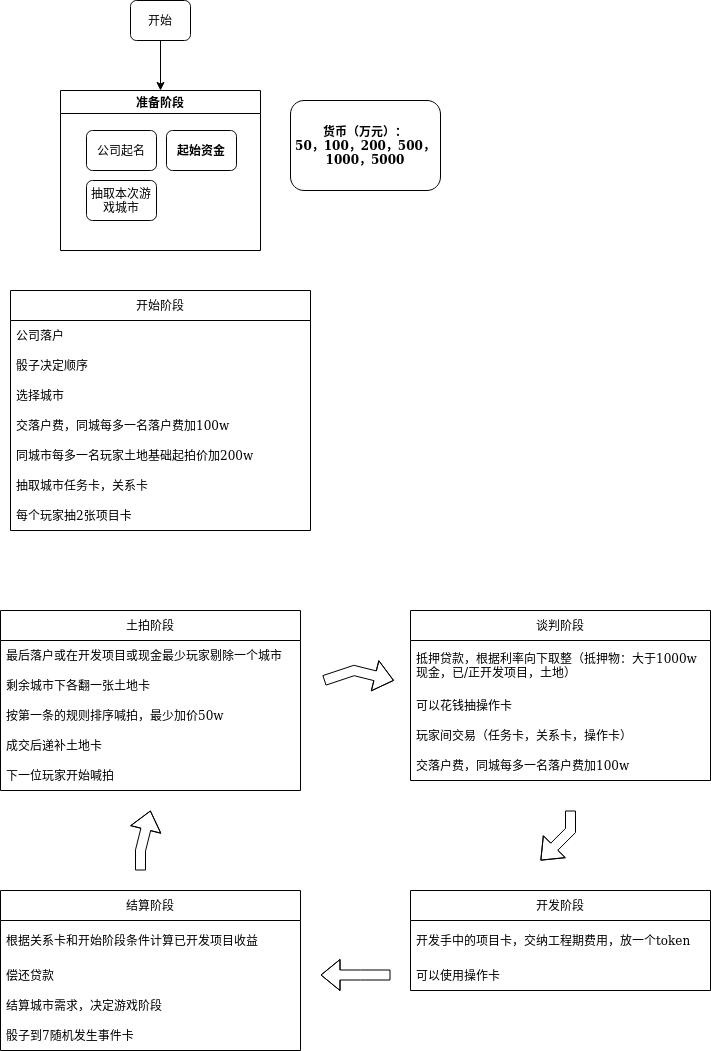 开始
准备阶段
公司起名
起始资金
抽取本次游
戏城市
货币（万元）：
50，100，200，500，
1000，5000
开始阶段
公司落户
骰子决定顺序
选择城市
交落户费，同城每多一名落户费加100w
同城市每多一名玩家土地基础起拍价加200w
抽取城市任务卡，关系卡
每个玩家抽2张项目卡
土拍阶段
最后落户或在开发项目或现金最少玩家剔除一个城市
剩余城市下各翻一张土地卡
按第一条的规则排序喊拍，最少加价50w
成交后递补土地卡
下一位玩家开始喊拍
谈判阶段
抵押贷款，根据利率向下取整（抵押物：大于1000w
现金，已/正开发项目，土地）
可以花钱抽操作卡
玩家间交易（任务卡，关系卡，操作卡）
交落户费，同城每多一名落户费加100w
结算阶段
根据关系卡和开始阶段条件计算已开发项目收益
偿还贷款
结算城市需求，决定游戏阶段
骰子到7随机发生事件卡
开发阶段
开发手中的项目卡，交纳工程期费用，放一个token
可以使用操作卡